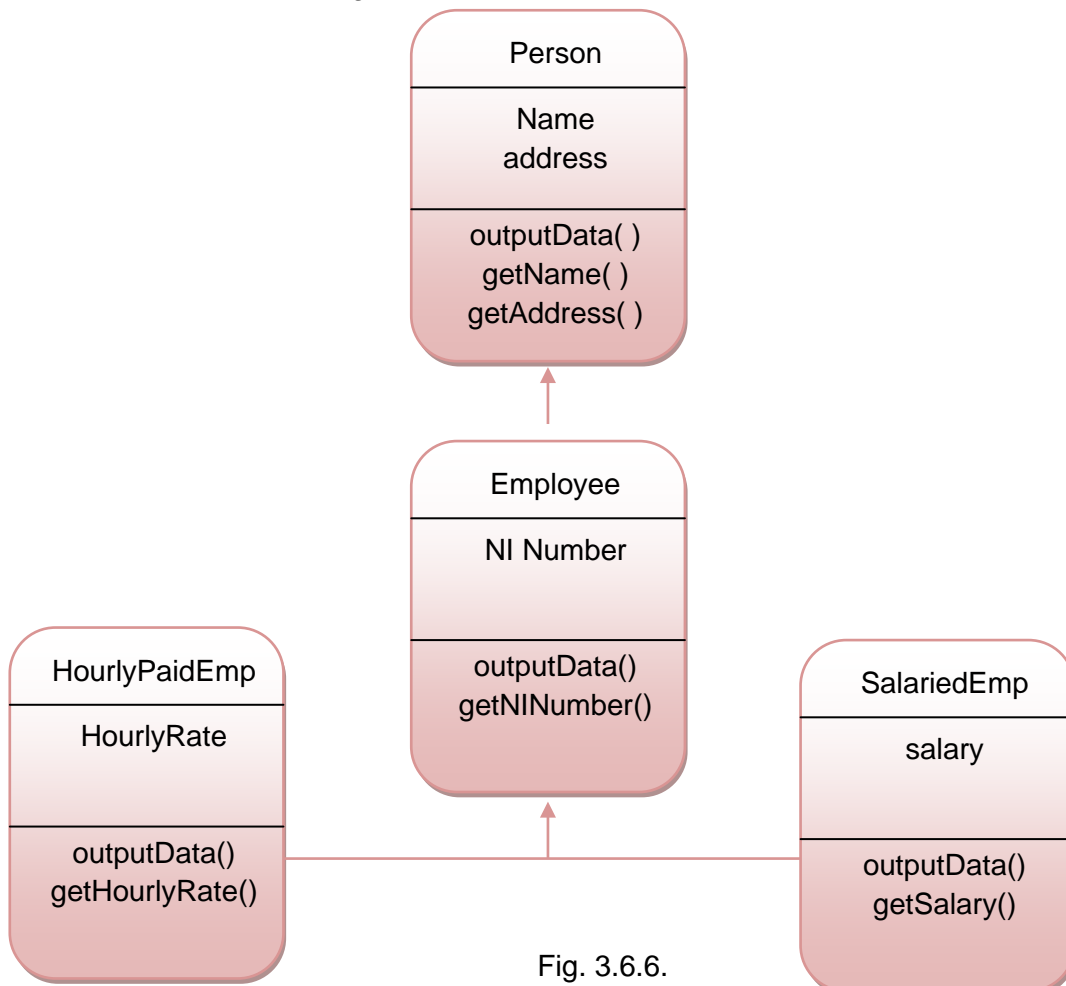 Person
Name
address
outputData( )
getName( )
getAddress( )
Employee
NI Number
outputData()
getNINumber()
HourlyPaidEmp
HourlyRate
outputData()
getHourlyRate()
SalariedEmp
salary
outputData()
getSalary()
Fig. 3.6.6.